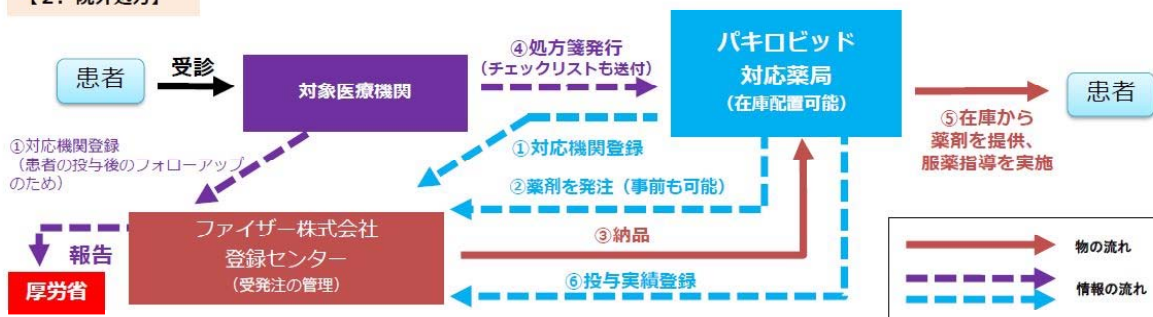 【2. 院外処方】
患者
受診
対象医療機関
④処方箋発行
（チェックリストも送付）
パキロビッド
対応薬局
（在庫配置可能）
⑤在庫から
薬剤を提供、
服薬指導を実施
患者
①対応機関登録
（患者の投与後のフォローアップ
のため）
①対応機関登録
②薬剤を発注（事前も可能）
ファイザー株式会社
登録センター
（受発注の管理）
③納品
⑥投与実績登録
報告
厚労省
物の流れ
情報の流れ